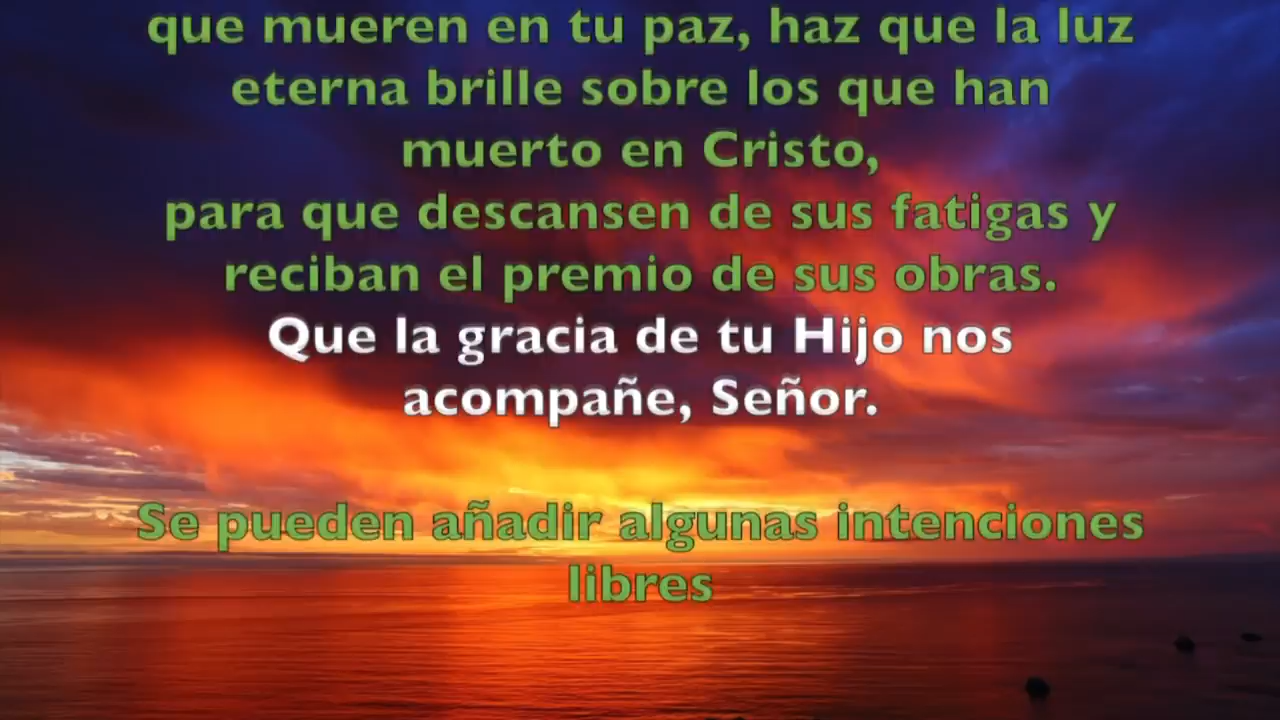 que mueren en tu paz, haz que la luz
eterna brille sobre los que han
muerto en Cristo,
para que descansen de sus fatigas y
reciban el premio de sus obras.
Que la gracia de tu Hijo nos
acompañe, Señor.
Se pueden añadir algunas intenciones
libres